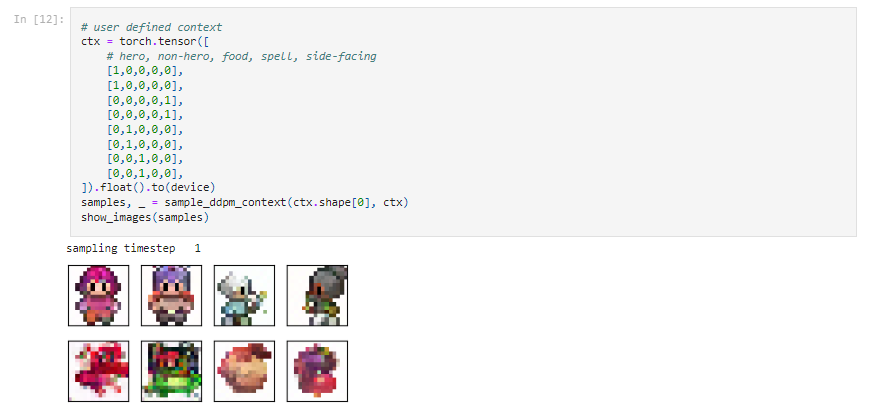 In [12]:
# user defined context
ctx = torch.tensor([
    # hero, non-hero, food, spell, side-facing
    [1,0,0,0,0],
    [1,0,0,0,0],
    [0,0,0,0,1],
    [0,0,0,0,1],
    [0,1,0,0,0],
    [0,1,0,0,0],
    [0,0,1,0,0],
    [0,0,1,0,0],
]).float().to(device)
samples, _ = sample_ddpm_context(ctx.shape[0], ctx)
show_images(samples)
sampling timestep   1